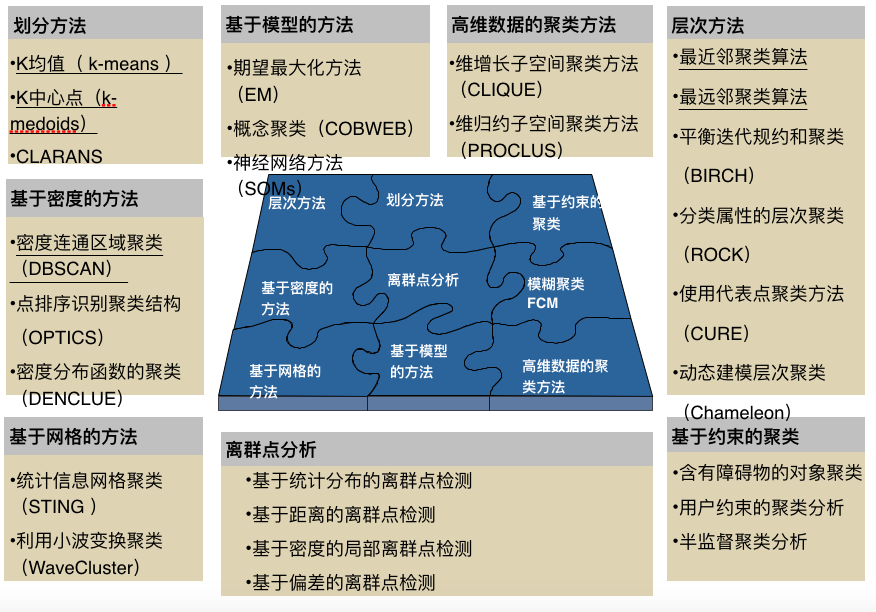 划分方法
•K均值（ k-means ）
•K中心点（k-
medoids）
•CLARANS
基于模型的方法
•期望最大化方法
（EM）
•概念聚类（COBWEB）
•神经网络方法
（SOMs）
高维数据的聚类方法
•维增长子空间聚类方法
（CLIQUE）
•维归约子空间聚类方法
（PROCLUS）
层次方法
•最近邻聚类算法
•最远邻聚类算法
•平衡迭代规约和聚类
（BIRCH）
•分类属性的层次聚类
（ROCK）
•使用代表点聚类方法
（CURE）
•动态建模层次聚类
（Chameleon）
基于密度的方法
•密度连通区域聚类
（DBSCAN）
•点排序识别聚类结构
（OPTICS）
•密度分布函数的聚类
（DENCLUE）
层次方法
划分方法
基于约束的
聚类
基于密度的
方法
离群点分析
模糊聚类
FCM
基于网格的
方法
基于模型
的方法
高维数据的聚
类方法
基于网格的方法
•统计信息网格聚类
（STING ）
•利用小波变换聚类
（WaveCluster）
离群点分析
•基于统计分布的离群点检测
•基于距离的离群点检测
•基于密度的局部离群点检测
•基于偏差的离群点检测
基于约束的聚类
•含有障碍物的对象聚类
•用户约束的聚类分析
•半监督聚类分析